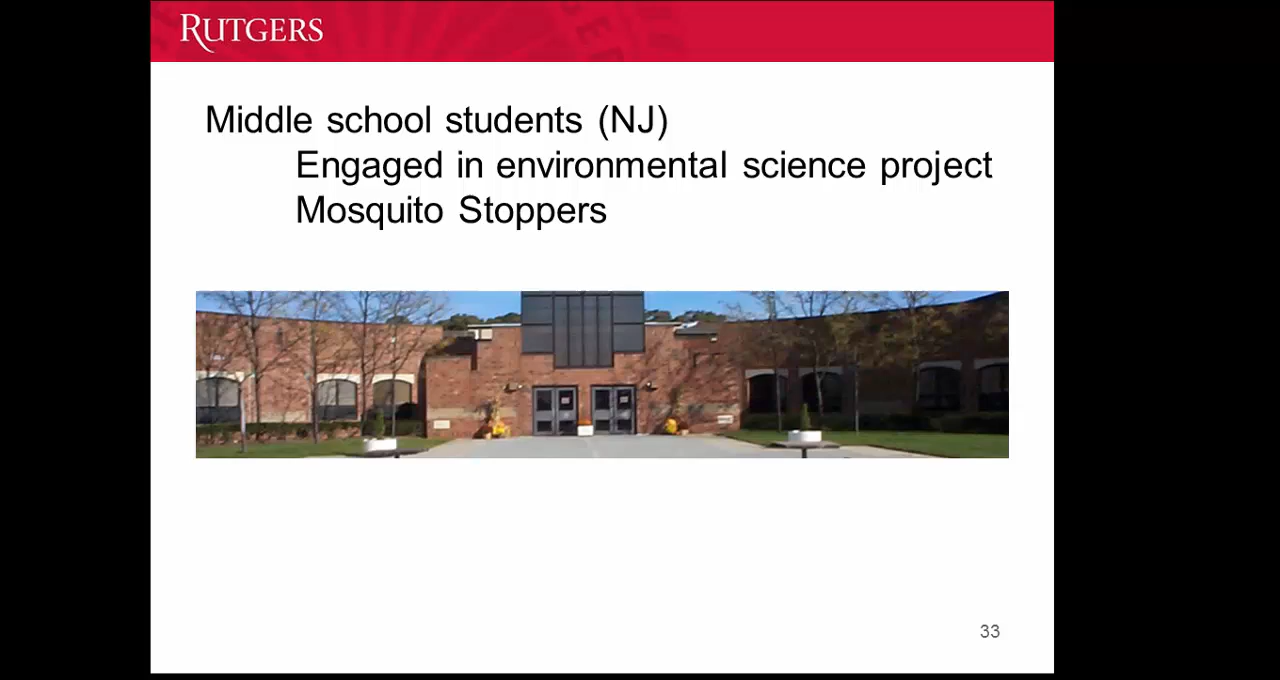 RUTGERS
Middle school students (NJ)
Engaged in environmental science project
Mosquito Stoppers
33